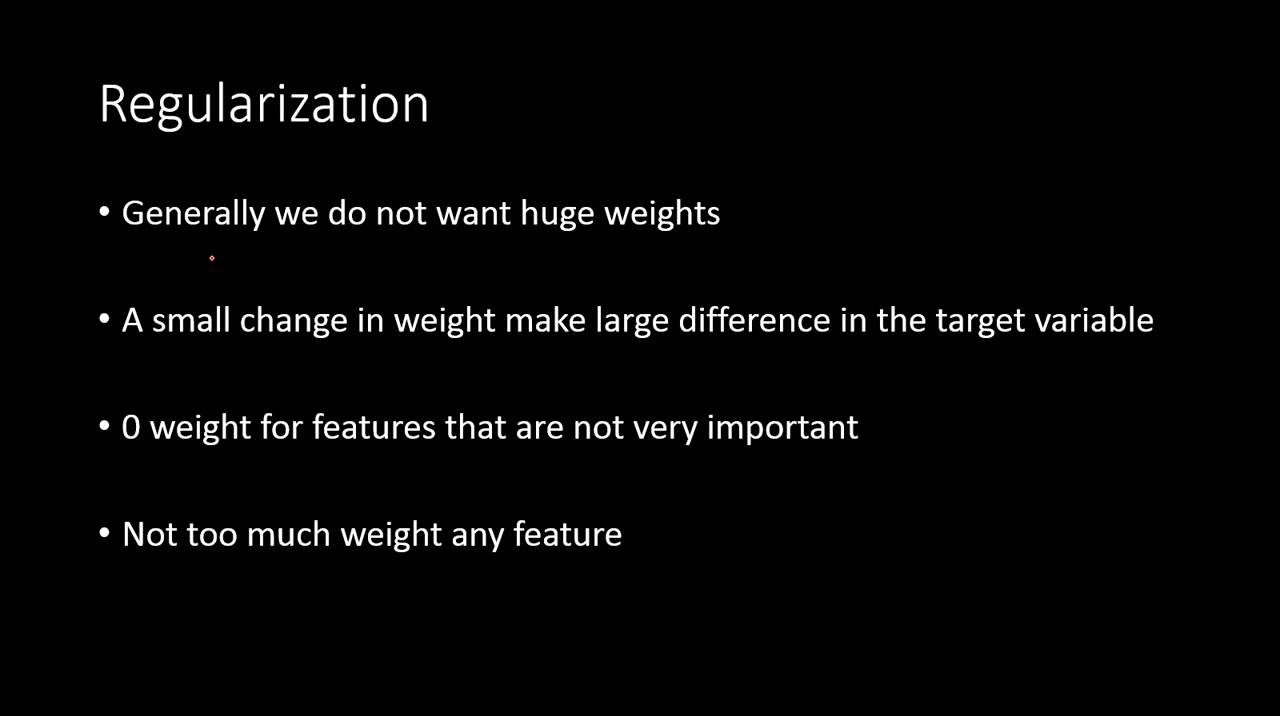 Regularization
• Generally we do not want huge weights
• A small change in weight make large difference in the target variable
• 0 weight for features that are not very important
• Not too much weight any feature